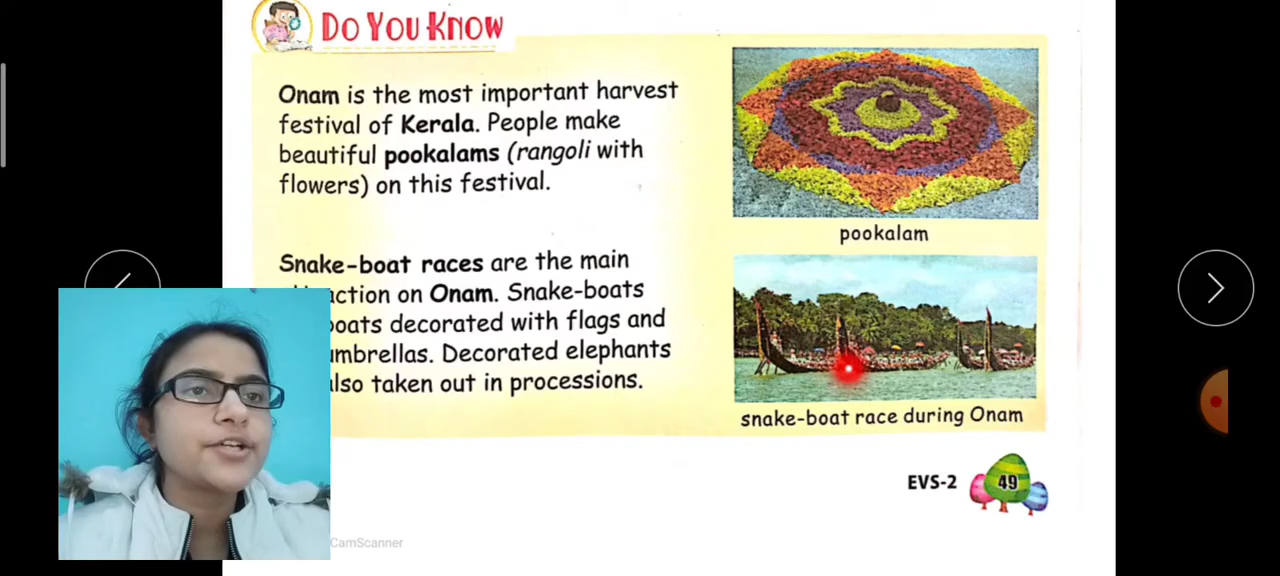 DO YOU KNOW
Onam is the most important harvest
festival of Kerala. People make
beautiful pookalams (rangoli with
flowers) on this festival.
pookalam
Snake-boat races are the main
action on Onam. Snake-boats
boats decorated with flags and
umbrellas. Decorated elephants
also taken out in processions.
snake-boat race during Onam
EVS-2 49
CamScanner